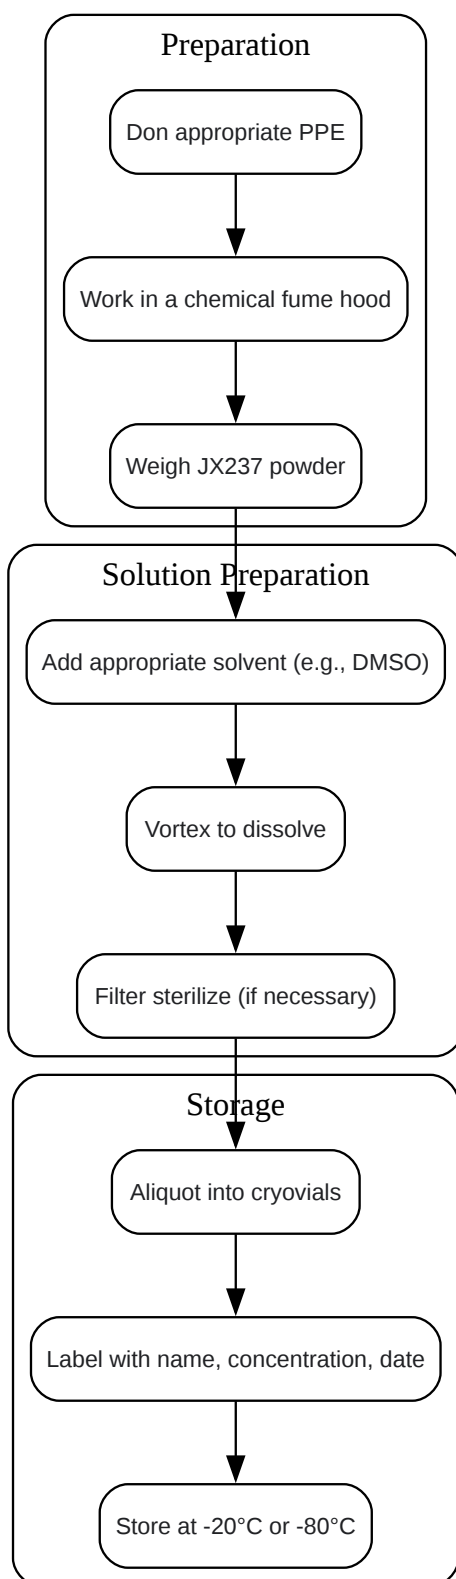 Preparation
Don appropriate PPE
Work in a chemical fume hood
Weigh JX237 powder
Solution Preparation
Add appropriate solvent (e.g., DMSO)
Vortex to dissolve
Filter sterilize (if necessary)
Storage
Aliquot into cryovials
Label with name, concentration, date
Store at -20°C or -80°C